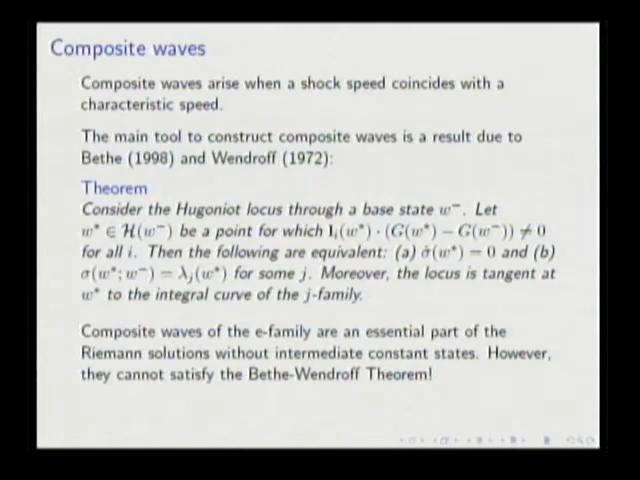 Composite waves
Composite waves arise when a shock speed coincides with a
characteristic speed.
The main tool to construct composite waves is a result due to
Bethe (1998) and Wendroff (1972):
Theorem
Consider the Hugoniot locus through a base state w⁻. Let
w* ∈ H(w⁻) be a point for which l_i(w*) · (G(w*) − G(w⁻)) ≠ 0
for all i. Then the following are equivalent: (a) σ̇(w*) = 0 and (b)
σ(w*; w⁻) = λ_j(w*) for some j. Moreover, the locus is tangent at
w* to the integral curve of the j-family.
Composite waves of the e-family are an essential part of the
Riemann solutions without intermediate constant states. However,
they cannot satisfy the Bethe-Wendroff Theorem!